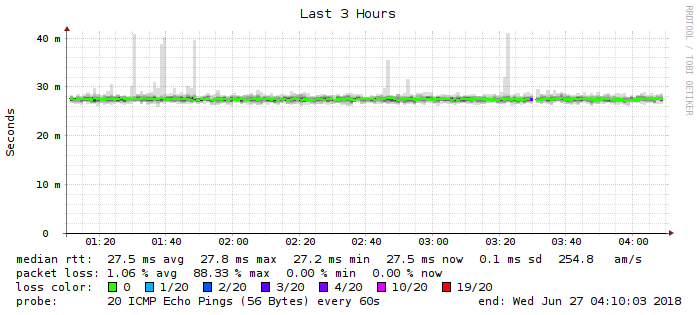 Last 3 Hours
RRDTOOL / TOBI OETIKER
Seconds
40 m
30 m
20 m
10 m
0
01:20 01:40 02:00 02:20 02:40 03:00 03:20 03:40 04:00
median rtt: 27.5 ms avg 27.8 ms max 27.2 ms min 27.5 ms now 0.1 ms sd 254.8 am/s
packet loss: 1.06 % avg 88.33 % max 0.00 % min 0.00 % now
loss color: 0 1/20 2/20 3/20 4/20 10/20 19/20
probe: 20 ICMP Echo Pings (56 Bytes) every 60s end: Wed Jun 27 04:10:03 2018